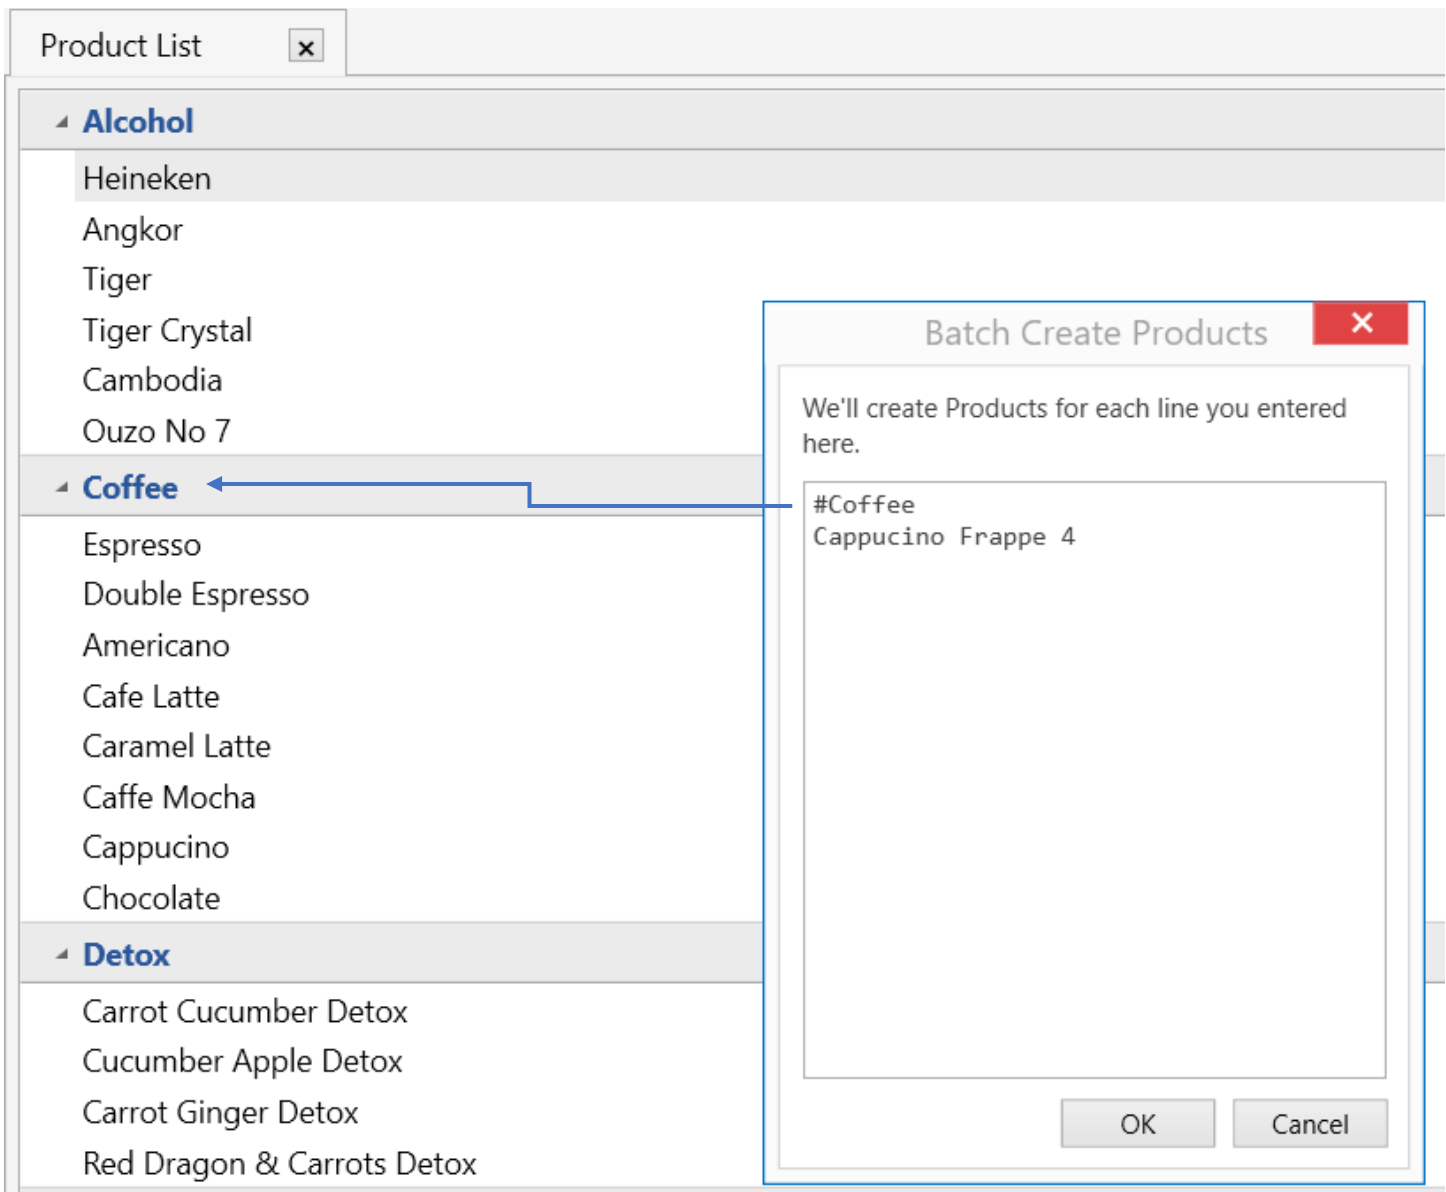 Product List
Alcohol
Heineken
Angkor
Tiger
Tiger Crystal
Cambodia
Ouzo No 7
Coffee
Espresso
Double Espresso
Americano
Cafe Latte
Caramel Latte
Caffe Mocha
Cappucino
Chocolate
Detox
Carrot Cucumber Detox
Cucumber Apple Detox
Carrot Ginger Detox
Red Dragon & Carrots Detox
Batch Create Products
We'll create Products for each line you entered
here.
#Coffee
Cappucino Frappe 4
OK
Cancel